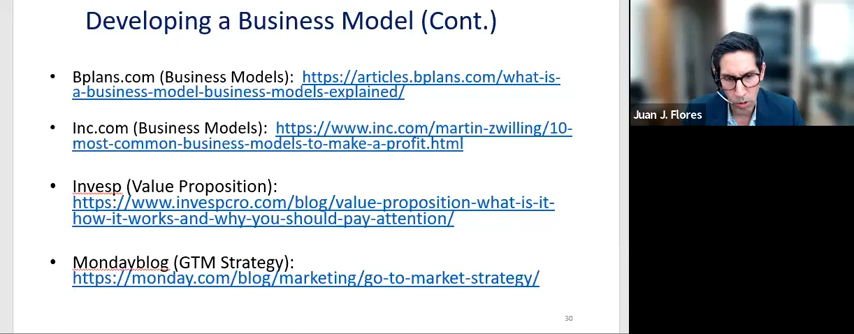 Developing a Business Model (Cont.)
• Bplans.com (Business Models): https://articles.bplans.com/what-is-
a-business-model-business-models-explained/
• Inc.com (Business Models): https://www.inc.com/martin-zwilling/10-
most-common-business-models-to-make-a-profit.html
• Invesp (Value Proposition):
https://www.invespcro.com/blog/value-proposition-what-is-it-
how-it-works-and-why-you-should-pay-attention/
• Mondayblog (GTM Strategy):
https://monday.com/blog/marketing/go-to-market-strategy/
30
Juan J. Flores